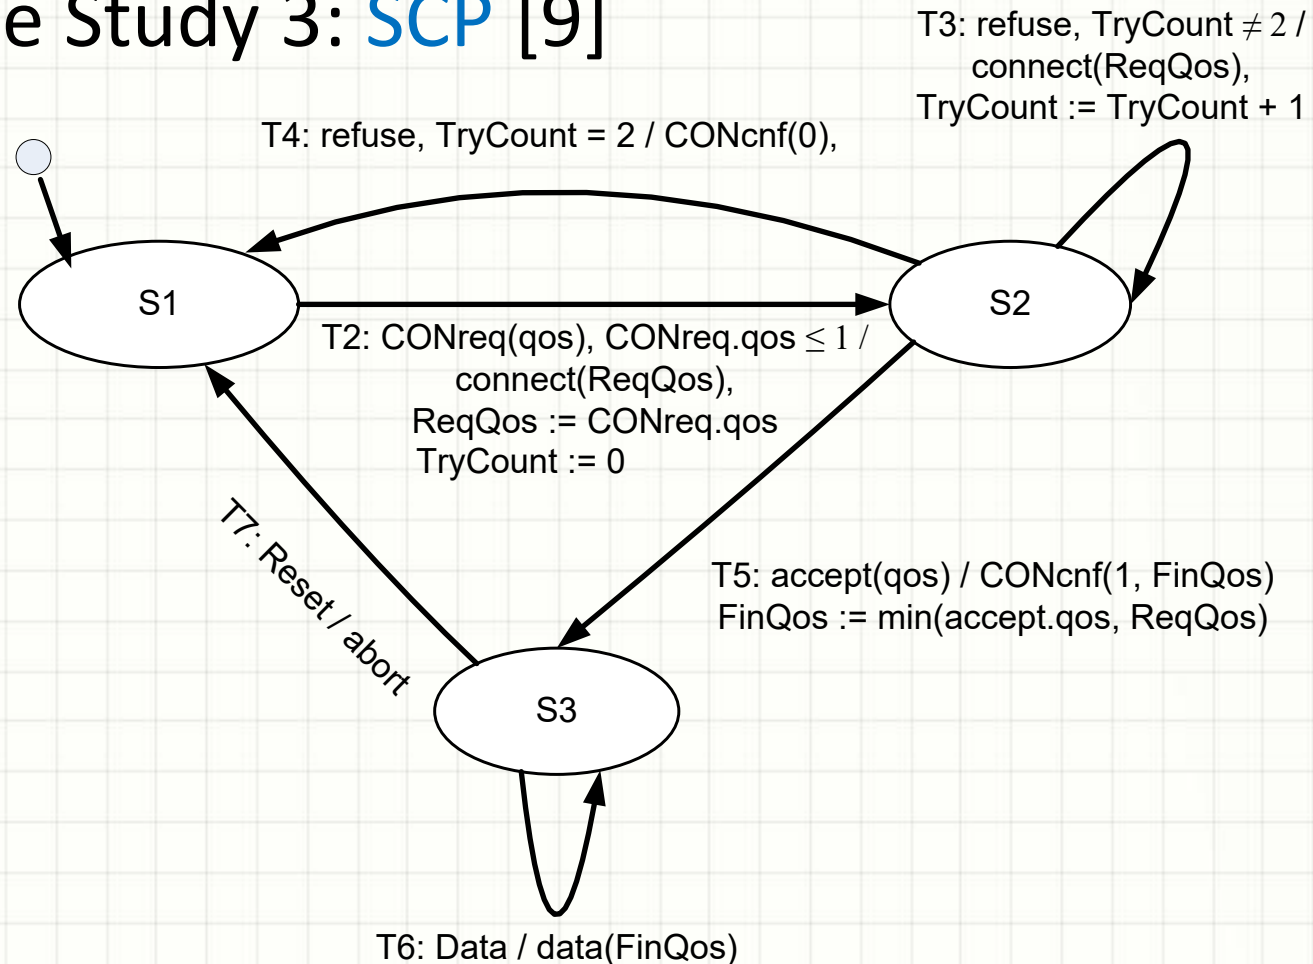 e Study 3: SCP [9]
T3: refuse, TryCount ≠ 2 /
connect(ReqQos),
TryCount := TryCount + 1
T4: refuse, TryCount = 2 / CONcnf(0),
S1
S2
T2: CONreq(qos), CONreq.qos ≤ 1 /
connect(ReqQos),
ReqQos := CONreq.qos
TryCount := 0
T7: Reset / abort
T5: accept(qos) / CONcnf(1, FinQos)
FinQos := min(accept.qos, ReqQos)
S3
T6: Data / data(FinQos)